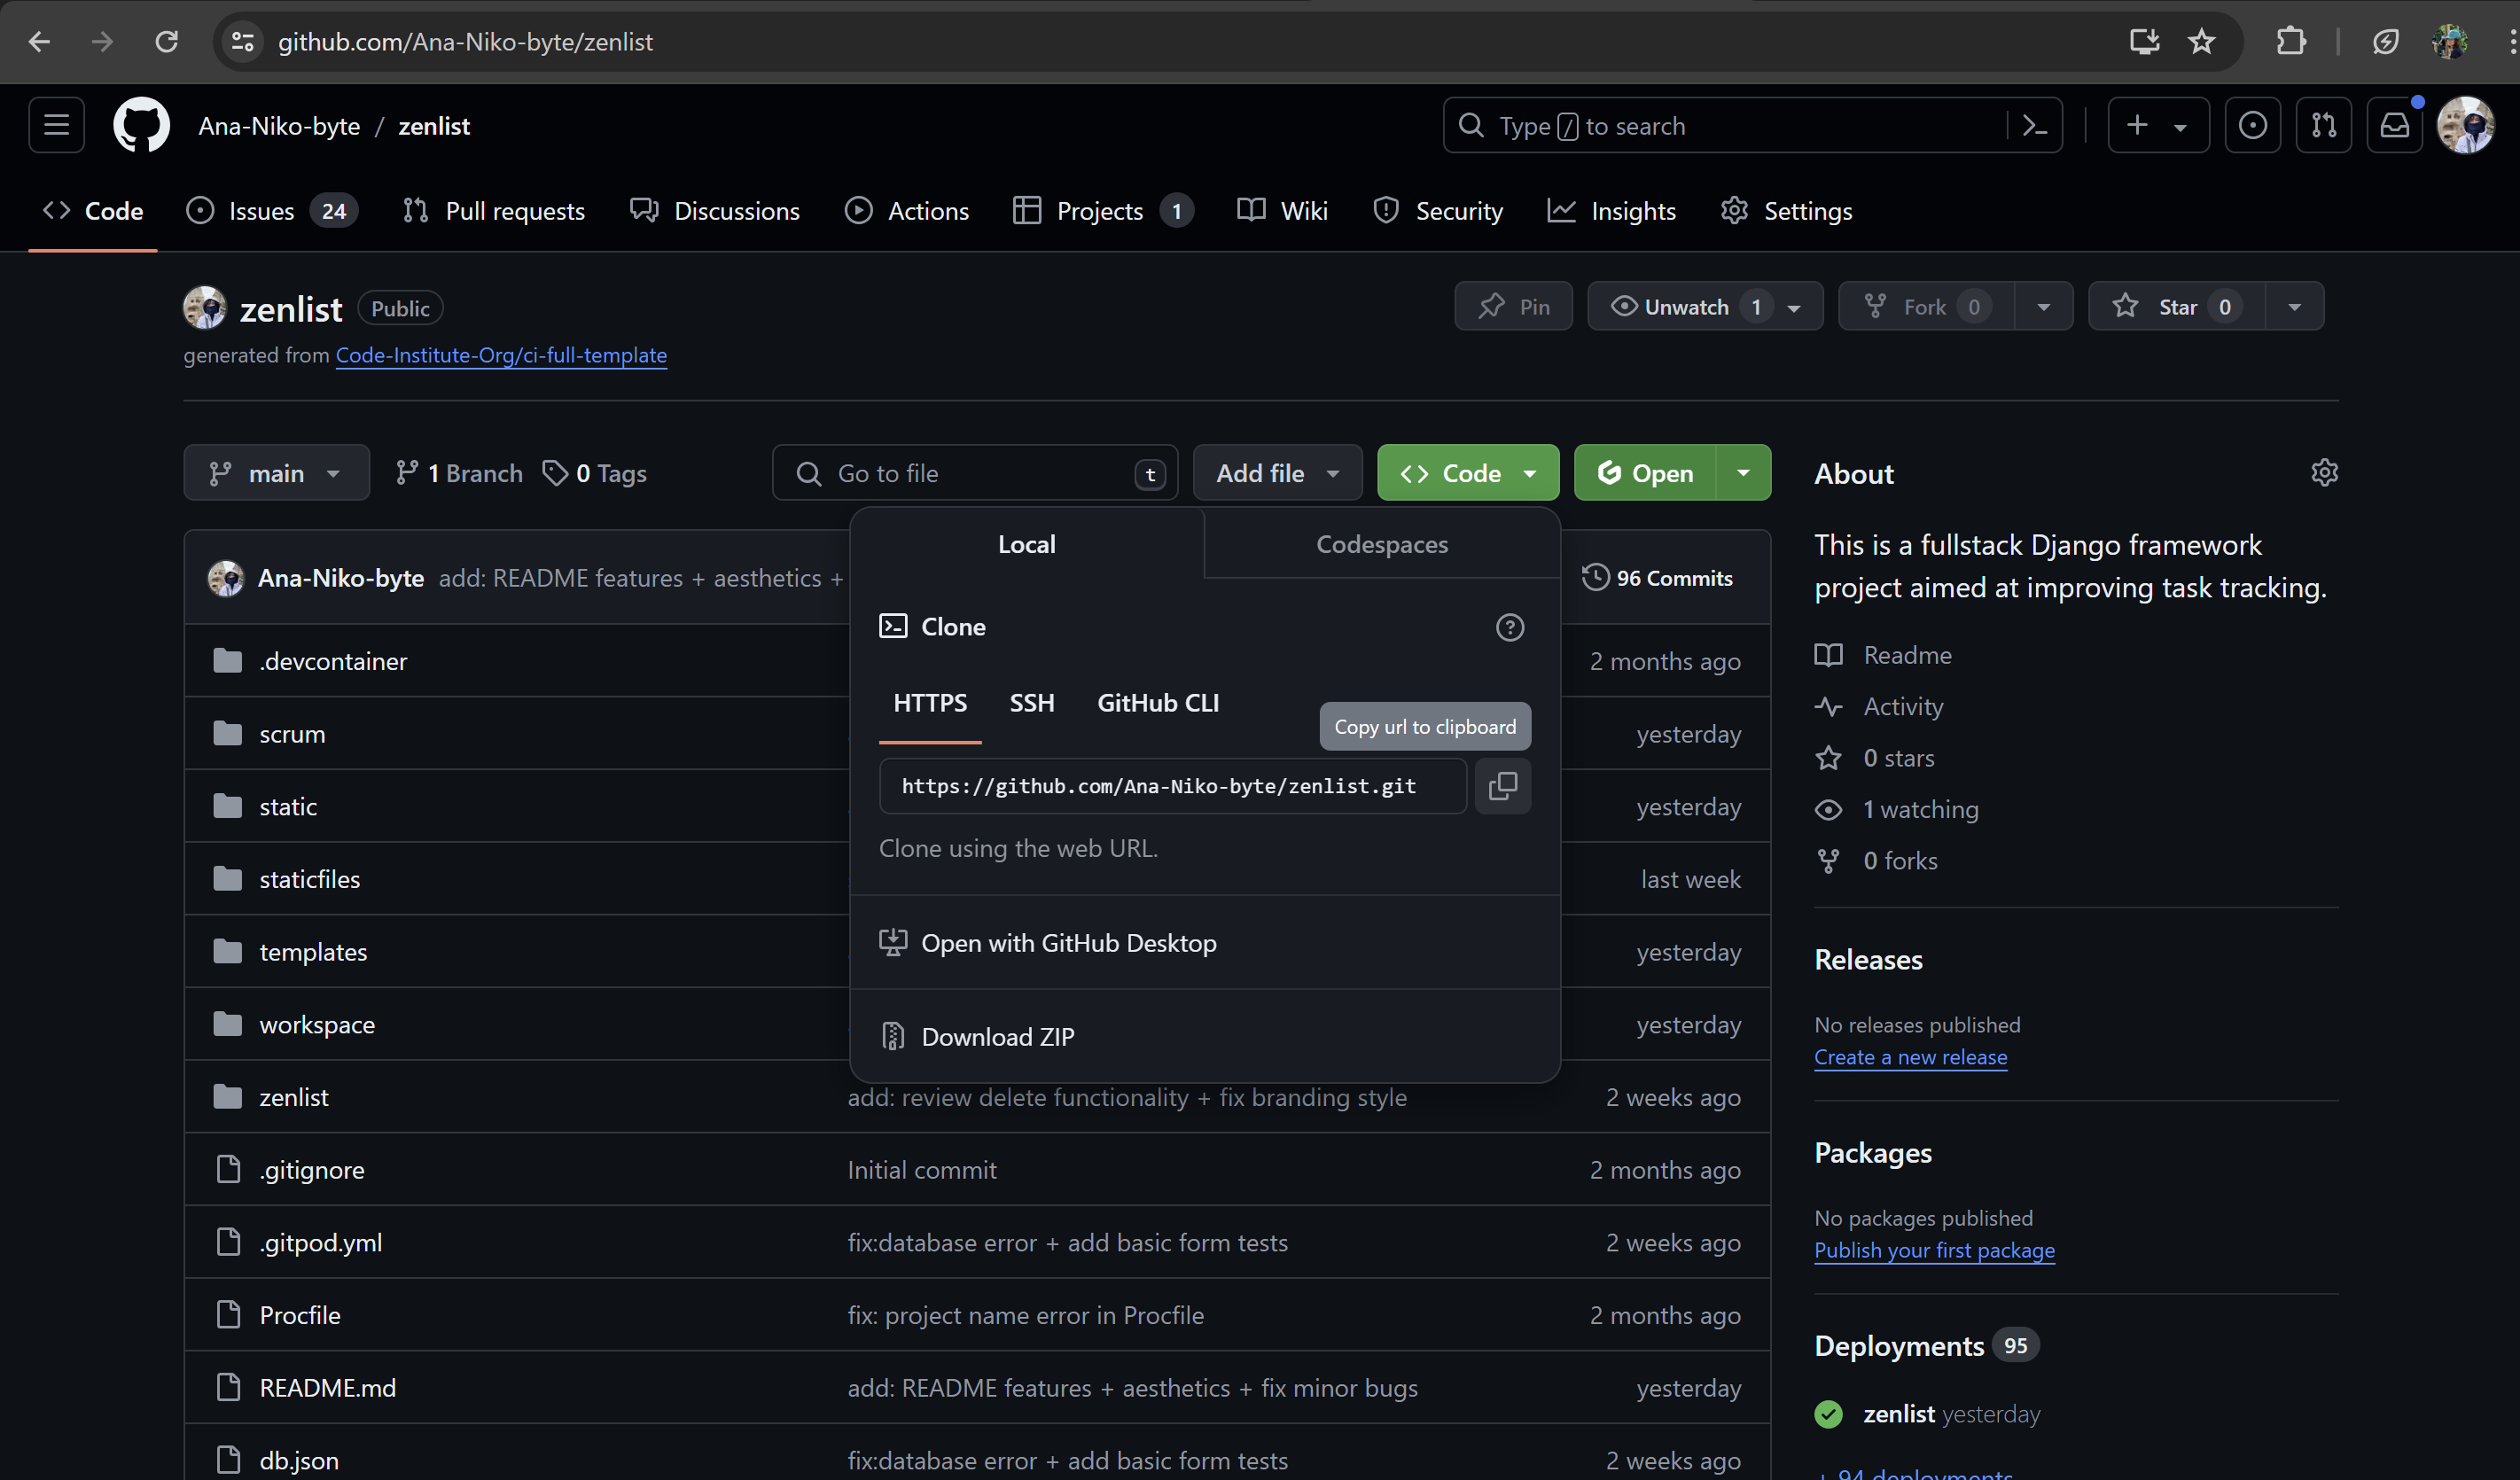 github.com/Ana-Niko-byte/zenlist
Ana-Niko-byte / zenlist
Type / to search
Code
Issues 24
Pull requests
Discussions
Actions
Projects 1
Wiki
Security
Insights
Settings
zenlist Public
Pin
Unwatch 1
Fork 0
Star 0
generated from Code-Institute-Org/ci-full-template
main
1 Branch
0 Tags
Go to file t
Add file
Code
Open
Local
Codespaces
Clone
HTTPS
SSH
GitHub CLI
Copy url to clipboard
https://github.com/Ana-Niko-byte/zenlist.git
Clone using the web URL.
Open with GitHub Desktop
Download ZIP
Ana-Niko-byte add: README features + aesthetics +
96 Commits
.devcontainer
2 months ago
scrum
yesterday
static
yesterday
staticfiles
last week
templates
yesterday
workspace
yesterday
zenlist
add: review delete functionality + fix branding style
2 weeks ago
.gitignore
Initial commit
2 months ago
.gitpod.yml
fix:database error + add basic form tests
2 weeks ago
Procfile
fix: project name error in Procfile
2 months ago
README.md
add: README features + aesthetics + fix minor bugs
yesterday
db.json
fix:database error + add basic form tests
2 weeks ago
About
This is a fullstack Django framework
project aimed at improving task tracking.
Readme
Activity
0 stars
1 watching
0 forks
Releases
No releases published
Create a new release
Packages
No packages published
Publish your first package
Deployments 95
zenlist yesterday
+ 94 deployments